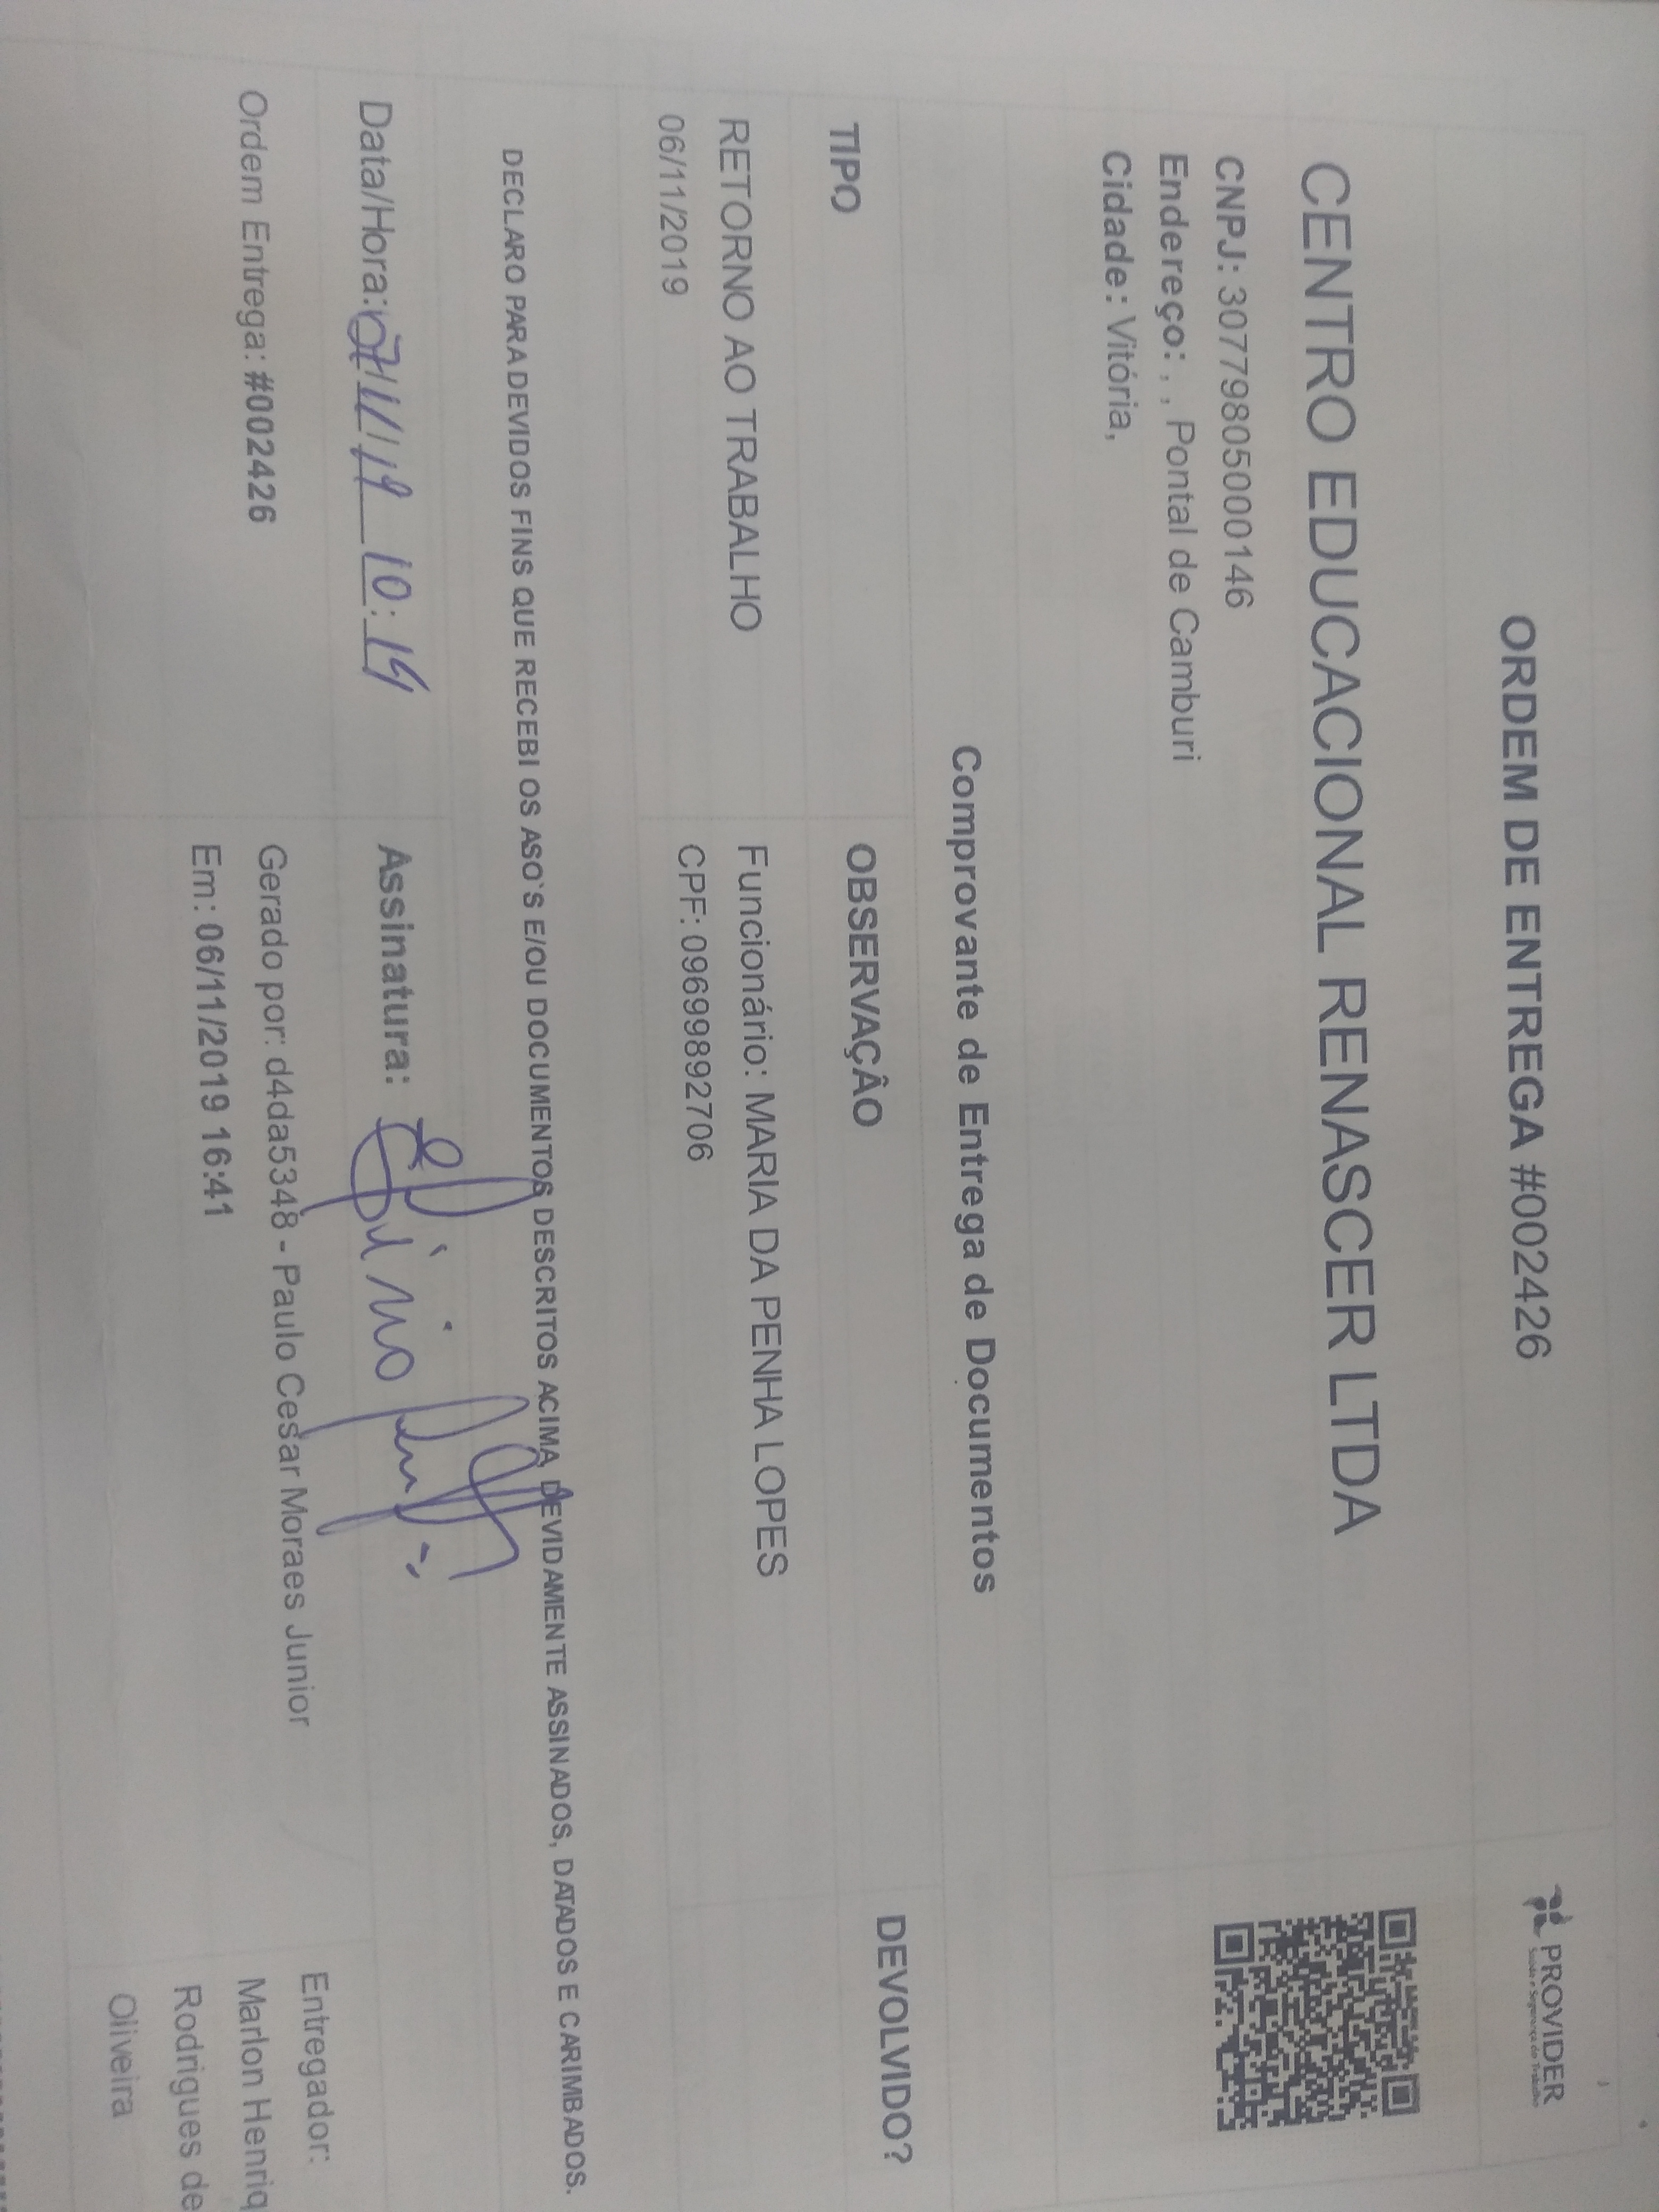 ORDEM DE ENTREGA #002426
PROVIDER
Saúde e Segurança do Trabalho
CENTRO EDUCACIONAL RENASCER LTDA
CNPJ: 30779805000146
Endereço: , , Pontal de Camburi
Cidade: Vitória,
Comprovante de Entrega de Documentos
TIPO OBSERVAÇÂO DEVOLVIDO?
RETORNO AO TRABALHO Funcionário: MARIA DA PENHA LOPES
06/11/2019 CPF: 09699892706
DECLARO PARA DEVIDOS FINS QUE RECEBI OS ASO'S E/OU DOCUMENTOS DESCRITOS ACIMA, DEVIDAMENTE ASSINADOS, DATADOS E CARIMBADOS.
Data/Hora: 07/11/19 10:14 Assinatura:
Ordem Entrega: #002426 Gerado por: d4da5348 - Paulo Cesar Moraes Junior
Em: 06/11/2019 16:41
Entregador:
Marlon Henriq
Rodrigues de
Oliveira